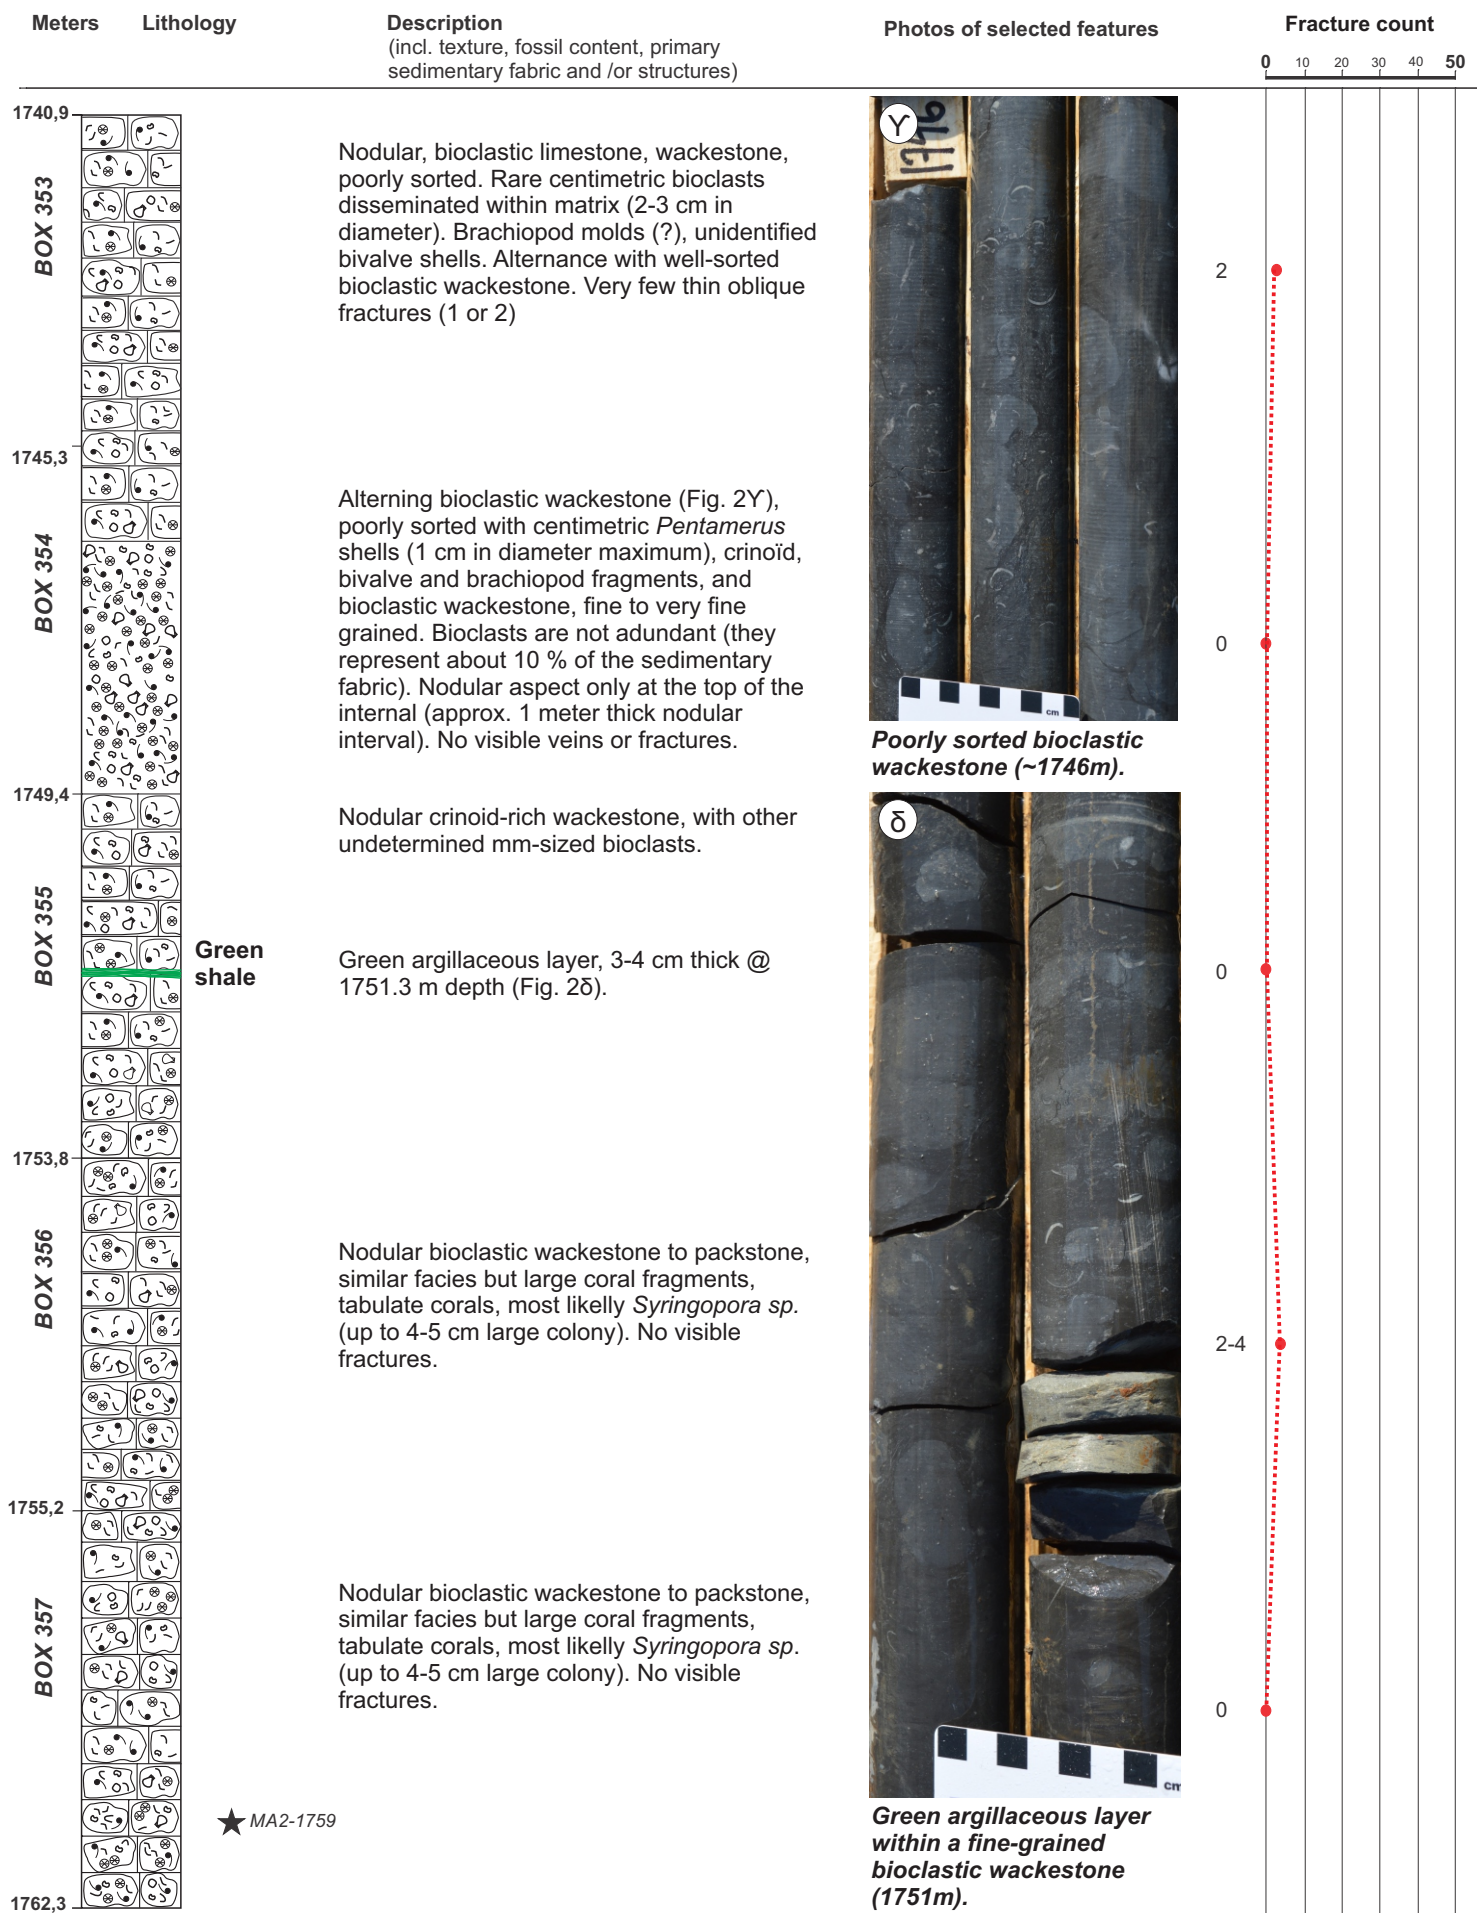 Meters
Lithology
Description
(incl. texture, fossil content, primary
sedimentary fabric and /or structures)
Photos of selected features
Fracture count
0 10 20 30 40 50
1740,9
BOX 353
Nodular, bioclastic limestone, wackestone,
poorly sorted. Rare centimetric bioclasts
disseminated within matrix (2-3 cm in
diameter). Brachiopod molds (?), unidentified
bivalve shells. Alternance with well-sorted
bioclastic wackestone. Very few thin oblique
fractures (1 or 2)
ϒ
1746
2
1745,3
BOX 354
Alterning bioclastic wackestone (Fig. 2ϒ),
poorly sorted with centimetric Pentamerus
shells (1 cm in diameter maximum), crinoïd,
bivalve and brachiopod fragments, and
bioclastic wackestone, fine to very fine
grained. Bioclasts are not adundant (they
represent about 10 % of the sedimentary
fabric). Nodular aspect only at the top of the
internal (approx. 1 meter thick nodular
interval). No visible veins or fractures.
cm
0
Poorly sorted bioclastic
wackestone (~1746m).
1749,4
BOX 355
Nodular crinoid-rich wackestone, with other
undetermined mm-sized bioclasts.
Green
shale
Green argillaceous layer, 3-4 cm thick @
1751.3 m depth (Fig. 2δ).
δ
0
1753,8
BOX 356
Nodular bioclastic wackestone to packstone,
similar facies but large coral fragments,
tabulate corals, most likelly Syringopora sp.
(up to 4-5 cm large colony). No visible
fractures.
2-4
1755,2
BOX 357
Nodular bioclastic wackestone to packstone,
similar facies but large coral fragments,
tabulate corals, most likelly Syringopora sp.
(up to 4-5 cm large colony). No visible
fractures.
0
cm
MA2-1759
Green argillaceous layer
within a fine-grained
bioclastic wackestone
(1751m).
1762,3